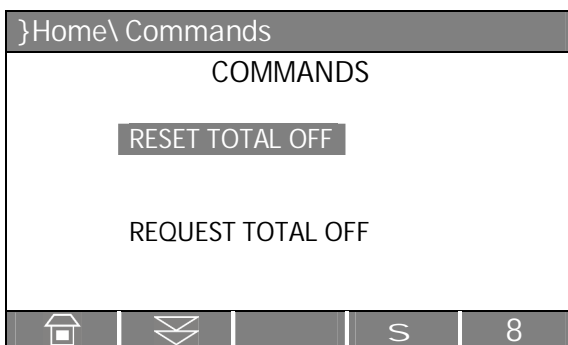 }Home\ Commands
COMMANDS
RESET TOTAL OFF
REQUEST TOTAL OFF
S 8